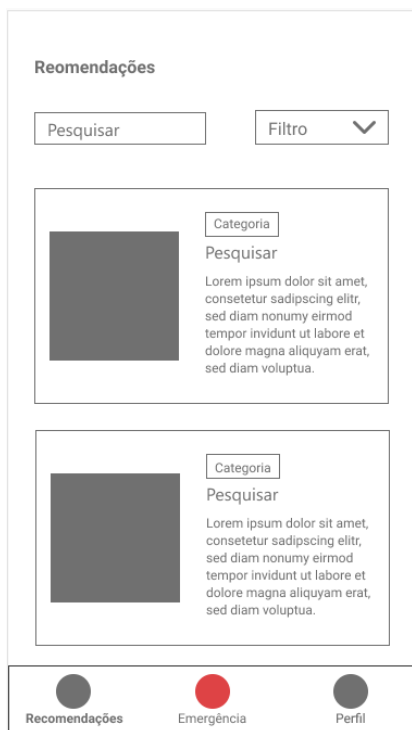 Reomendações
Pesquisar
Filtro
Categoria
Pesquisar
Lorem ipsum dolor sit amet,
consetetur sadipscing elitr,
sed diam nonumy eirmod
tempor invidunt ut labore et
dolore magna aliquyam erat,
sed diam voluptua.
Categoria
Pesquisar
Lorem ipsum dolor sit amet,
consetetur sadipscing elitr,
sed diam nonumy eirmod
tempor invidunt ut labore et
dolore magna aliquyam erat,
sed diam voluptua.
Recomendações
Emergência
Perfil